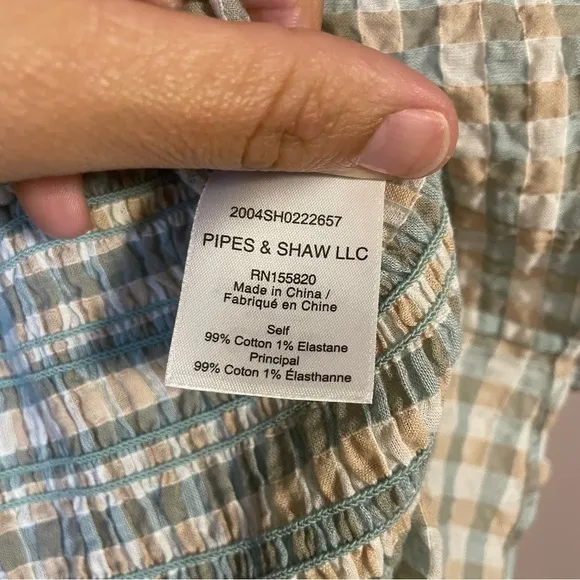 2004SH0222657
PIPES & SHAW LLC
RN155820
Made in China /
Fabriqué en Chine
Self
99% Cotton 1% Elastane
Principal
99% Coton 1% Élasthanne